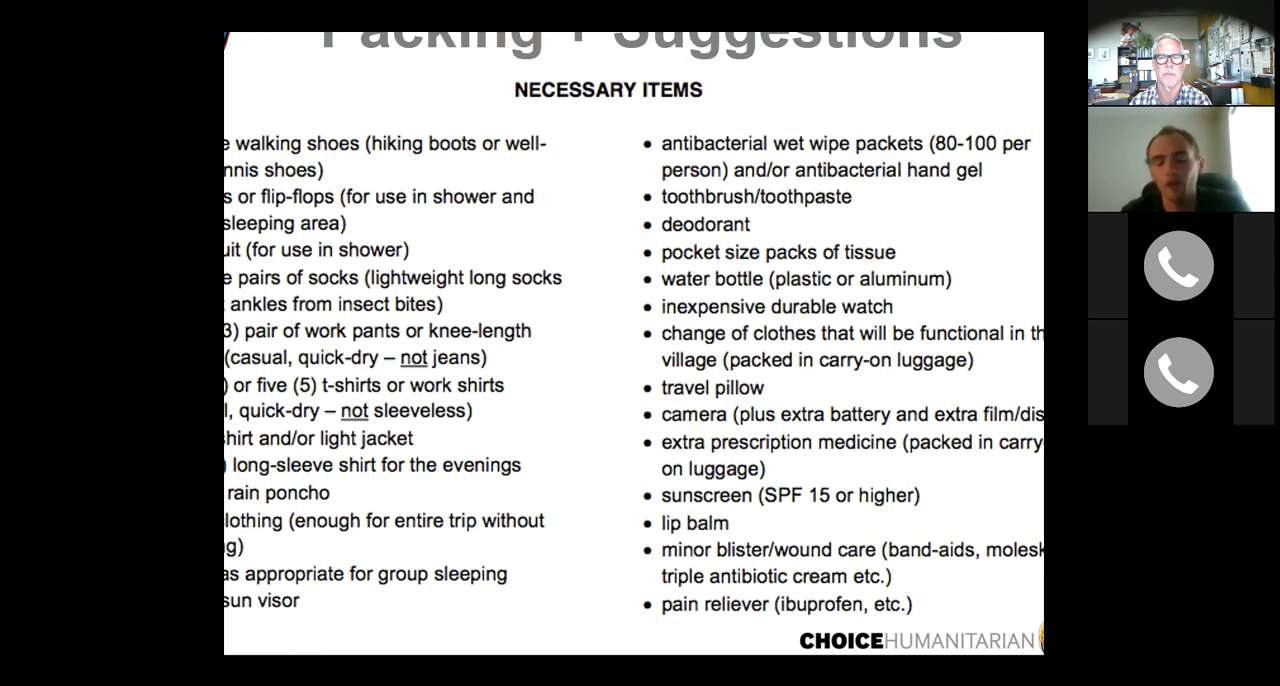 Packing + Suggestions
NECESSARY ITEMS
walking shoes (hiking boots or well-
nnis shoes)
s or flip-flops (for use in shower and
sleeping area)
uit (for use in shower)
e pairs of socks (lightweight long socks
ankles from insect bites)
3) pair of work pants or knee-length
(casual, quick-dry – not jeans)
) or five (5) t-shirts or work shirts
l, quick-dry – not sleeveless)
hirt and/or light jacket
) long-sleeve shirt for the evenings
rain poncho
lothing (enough for entire trip without
g)
as appropriate for group sleeping
sun visor
• antibacterial wet wipe packets (80-100 per
person) and/or antibacterial hand gel
• toothbrush/toothpaste
• deodorant
• pocket size packs of tissue
• water bottle (plastic or aluminum)
• inexpensive durable watch
• change of clothes that will be functional in th
village (packed in carry-on luggage)
• travel pillow
• camera (plus extra battery and extra film/dis
• extra prescription medicine (packed in carry-
on luggage)
• sunscreen (SPF 15 or higher)
• lip balm
• minor blister/wound care (band-aids, molesk
triple antibiotic cream etc.)
• pain reliever (ibuprofen, etc.)
CHOICEHUMANITARIAN